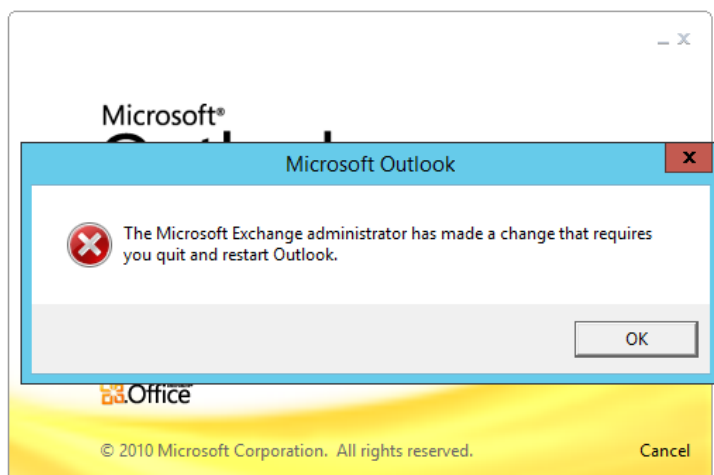 Microsoft®
Microsoft Outlook
x
The Microsoft Exchange administrator has made a change that requires
you quit and restart Outlook.
OK
Office
© 2010 Microsoft Corporation. All rights reserved.
Cancel